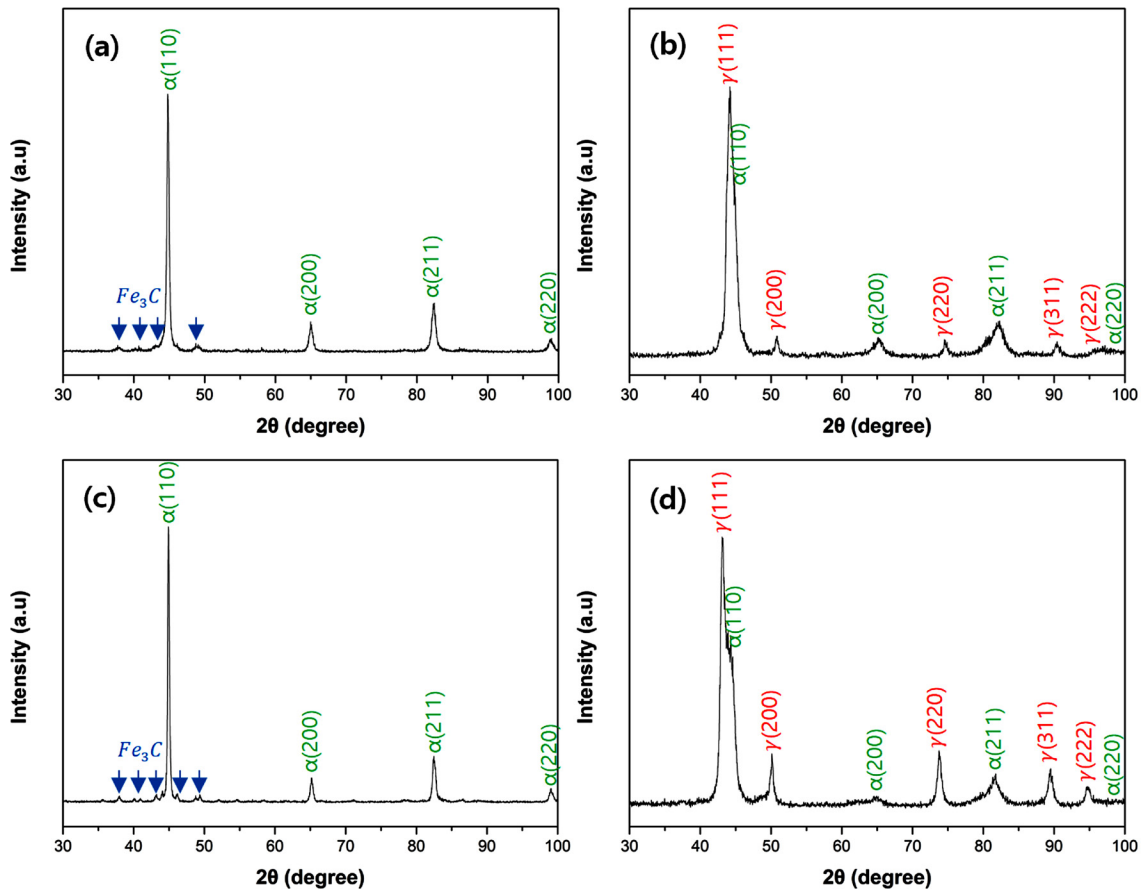 (a)
α(110)
Fe₃C
α(200)
α(211)
α(220)
Intensity (a.u)
30 40 50 60 70 80 90 100
2θ (degree)
(b)
γ(111)
α(110)
γ(200)
α(200)
γ(220)
α(211)
γ(311)
γ(222)
α(220)
Intensity (a.u)
30 40 50 60 70 80 90 100
2θ (degree)
(c)
α(110)
Fe₃C
α(200)
α(211)
α(220)
Intensity (a.u)
30 40 50 60 70 80 90 100
2θ (degree)
(d)
γ(111)
α(110)
γ(200)
α(200)
γ(220)
α(211)
γ(311)
γ(222)
α(220)
Intensity (a.u)
30 40 50 60 70 80 90 100
2θ (degree)